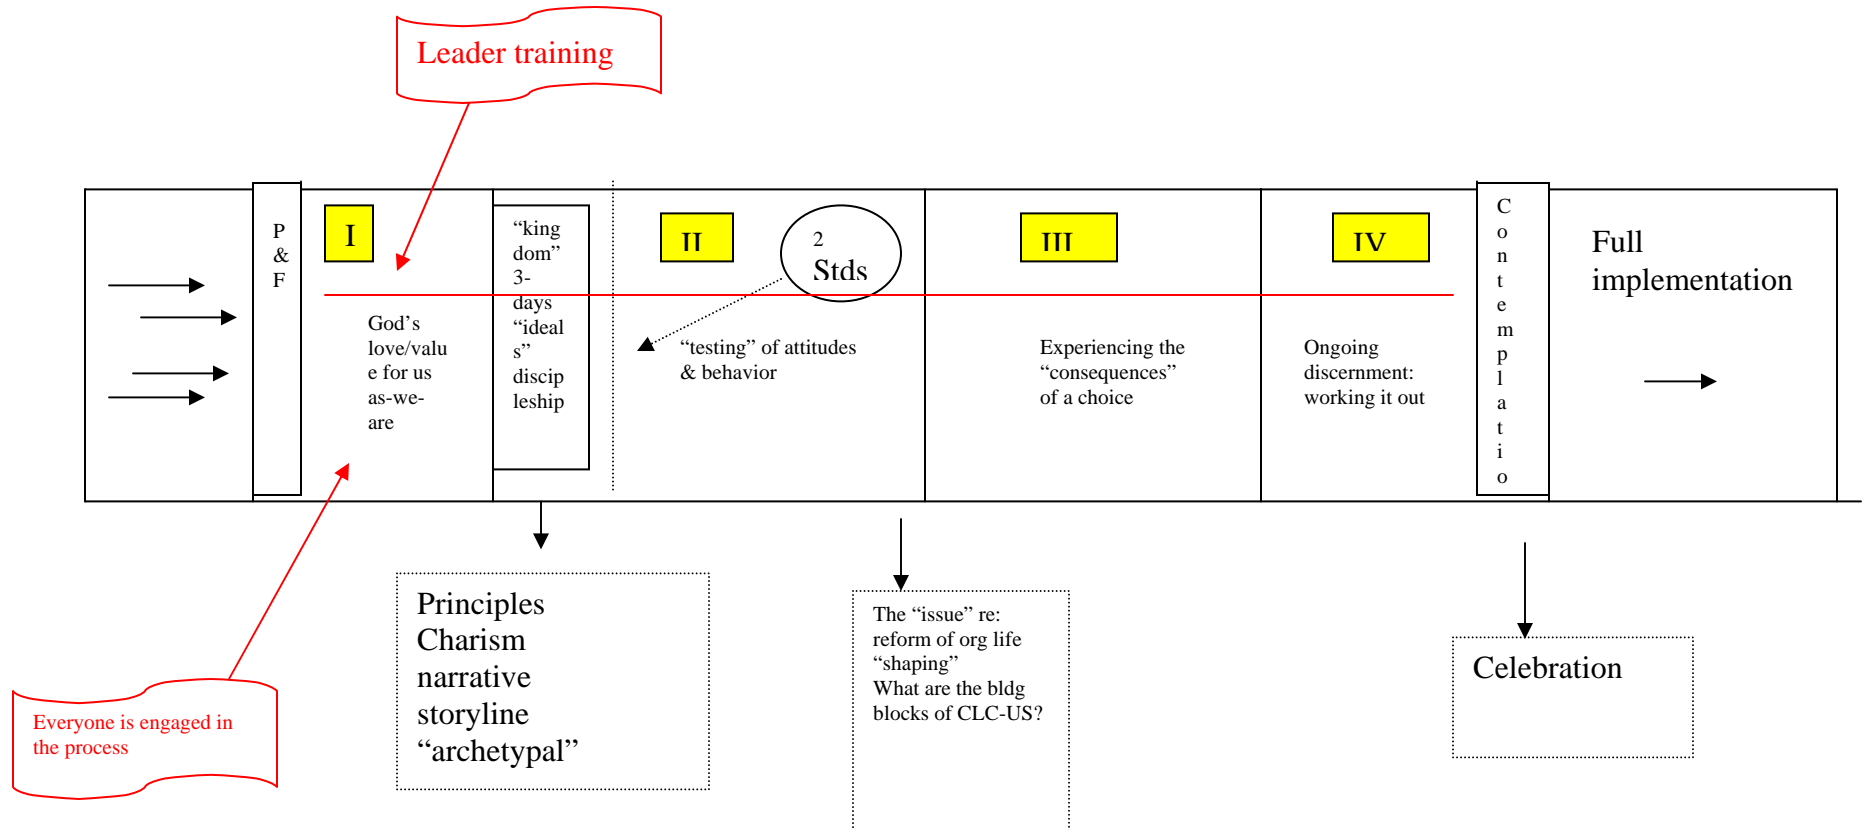 Leader training
P
&
F
I
God's
love/valu
e for us
as-we-
are
"king
dom"
3-
days
"ideal
s"
discip
leship
II
2
Stds
"testing" of attitudes
& behavior
III
Experiencing the
"consequences"
of a choice
IV
Ongoing
discernment:
working it out
C
o
n
t
e
m
p
l
a
t
i
o
Full
implementation
Principles
Charism
narrative
storyline
"archetypal"
The "issue" re:
reform of org life
"shaping"
What are the bldg
blocks of CLC-US?
Celebration
Everyone is engaged in
the process